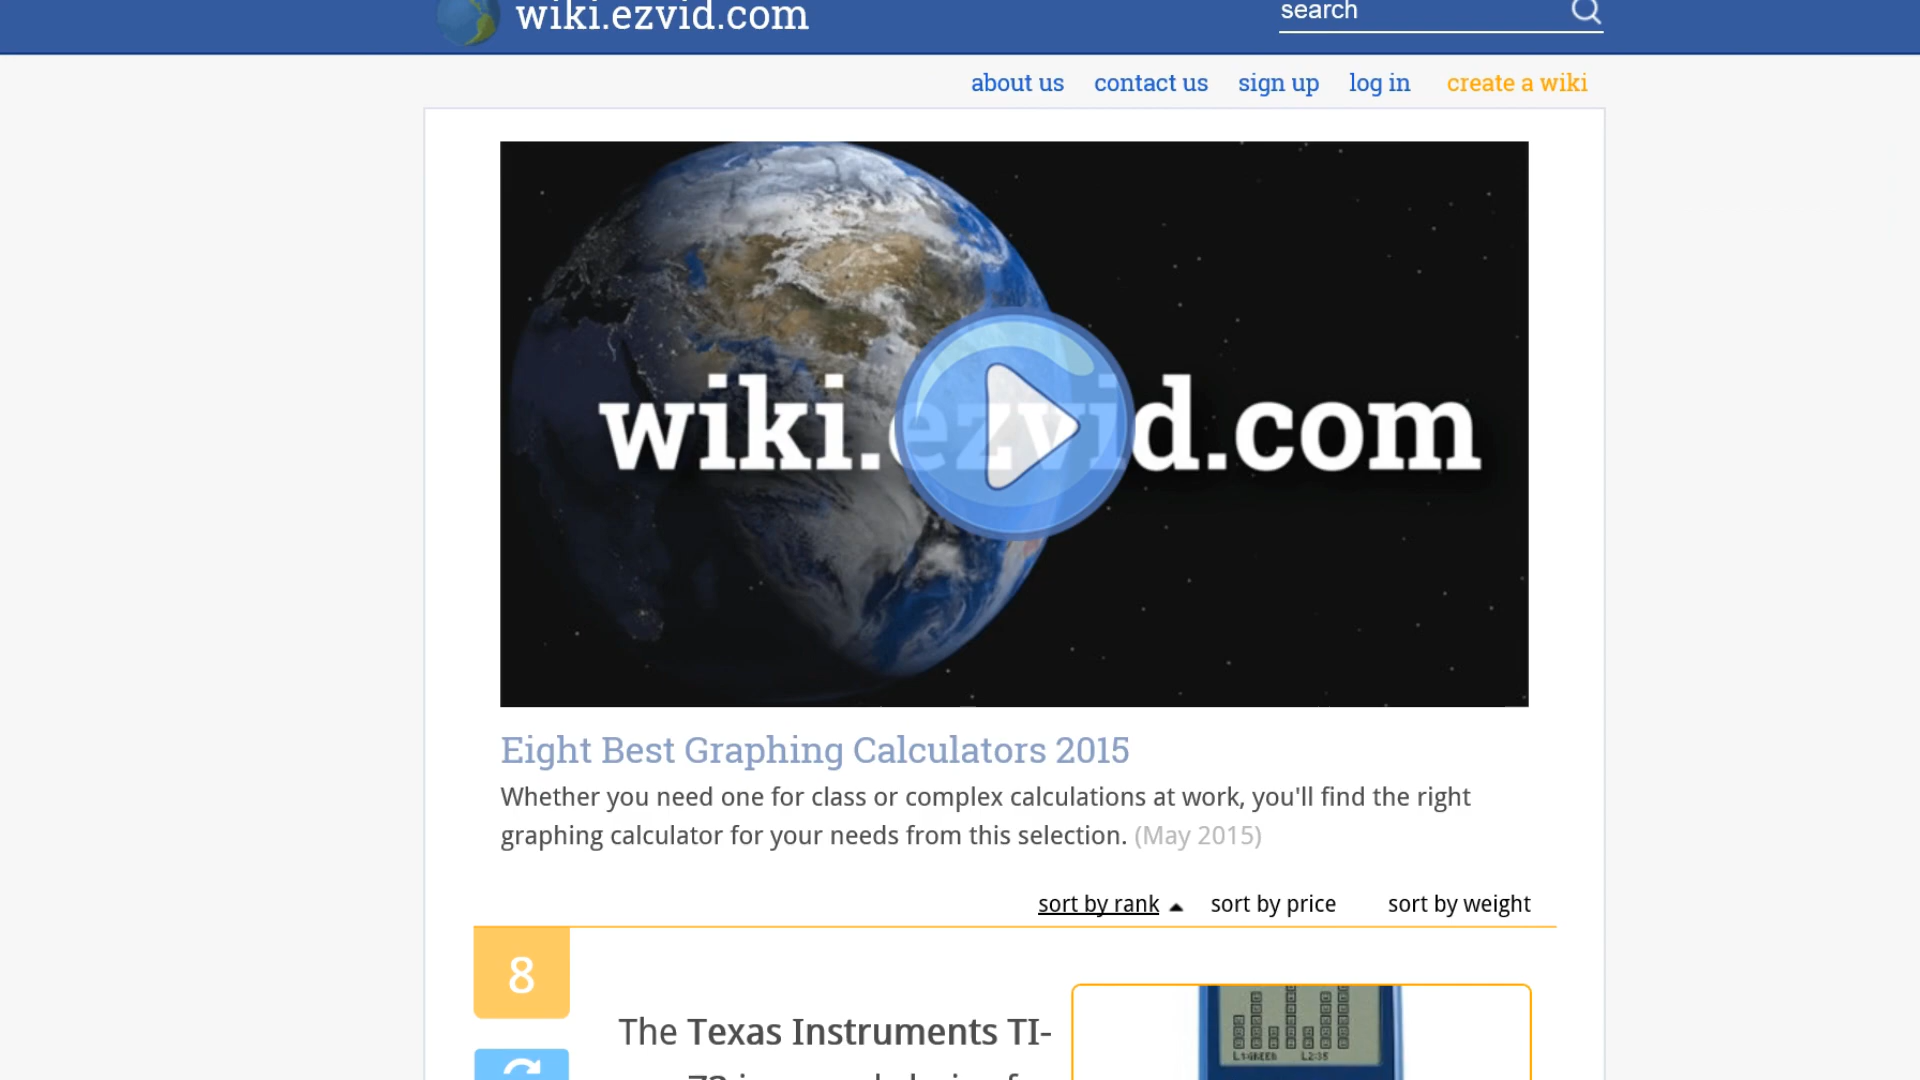 wiki.ezvid.com
search
about us contact us sign up log in create a wiki
wiki.ezvid.com
Eight Best Graphing Calculators 2015
Whether you need one for class or complex calculations at work, you'll find the right
graphing calculator for your needs from this selection. (May 2015)
sort by rank sort by price sort by weight
8
The Texas Instruments TI-